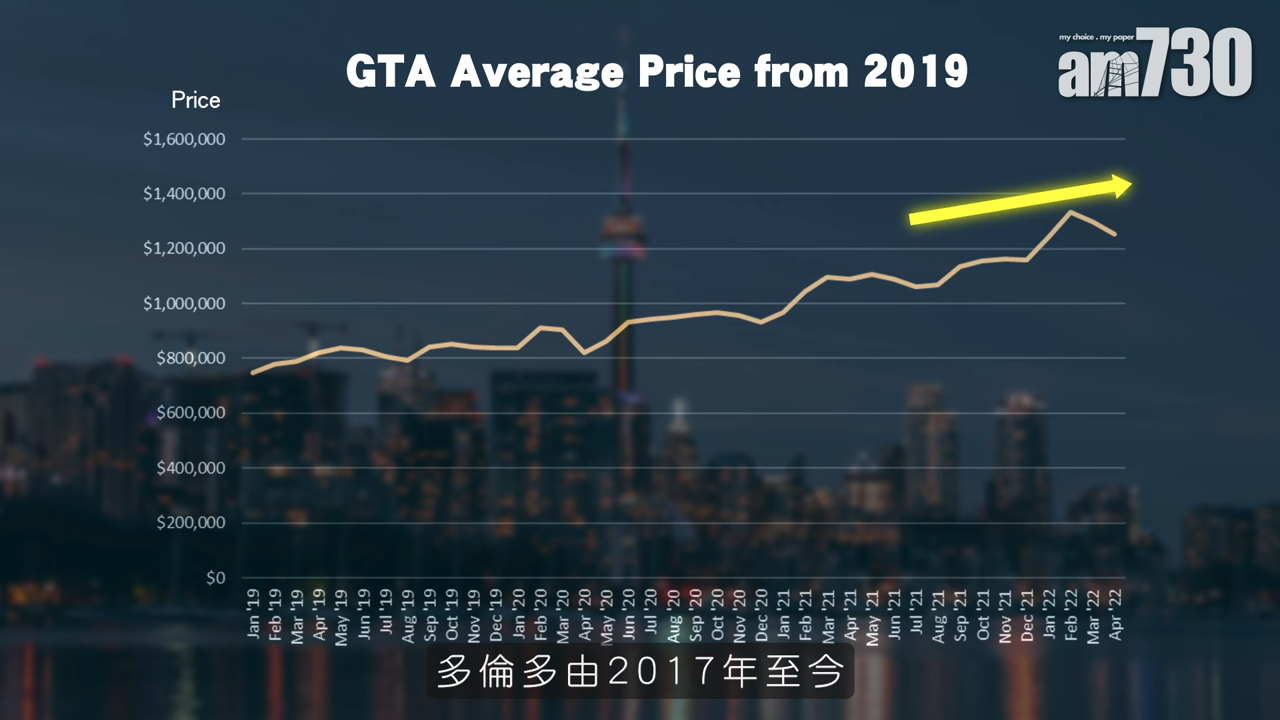 GTA Average Price from 2019
my choice . my paper
am730
Price
$1,600,000
$1,400,000
$1,200,000
$1,000,000
$800,000
$600,000
$400,000
$200,000
$0
Jan '19
Feb '19
Mar '19
Apr '19
May '19
Jun '19
Jul '19
Aug '19
Sep '19
Oct '19
Nov '19
Dec '19
Jan '20
Feb '20
Mar '20
Apr '20
May '20
Jun '20
Jul '20
Aug '20
Sep '20
Oct '20
Nov '20
Dec '20
Jan '21
Feb '21
Mar '21
Apr '21
May '21
Jun '21
Jul '21
Aug '21
Sep '21
Oct '21
Nov '21
Dec '21
Jan '22
Feb '22
Mar '22
Apr '22
多倫多由2017年至今